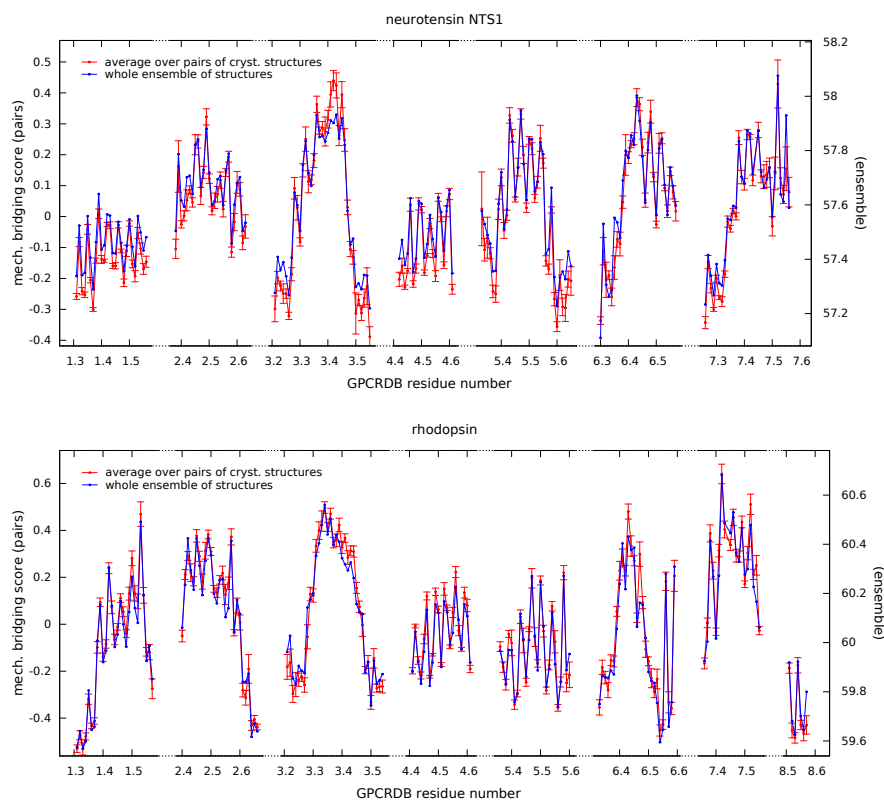 neurotensin NTS1
58.2
0.5
average over pairs of cryst. structures
whole ensemble of structures
0.4
58
0.3
57.8
0.2
0.1
57.6
0
-0.1
57.4
-0.2
-0.3
57.2
-0.4
mech. bridging score (pairs)
(ensemble)
1.3 1.4 1.5 2.4 2.5 2.6 3.2 3.3 3.4 3.5 4.4 4.5 4.6 5.4 5.5 5.6 6.3 6.4 6.5 7.3 7.4 7.5 7.6
GPCRDB residue number
rhodopsin
0.6
average over pairs of cryst. structures
whole ensemble of structures
60.6
0.4
60.4
0.2
60.2
0
60
-0.2
59.8
-0.4
59.6
mech. bridging score (pairs)
(ensemble)
1.3 1.4 1.5 2.4 2.5 2.6 3.2 3.3 3.4 3.5 4.4 4.5 4.6 5.4 5.5 5.6 6.4 6.5 6.6 7.4 7.5 8.5 8.6
GPCRDB residue number